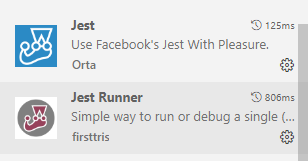 Jest 125ms
Use Facebook's Jest With Pleasure.
Orta
Jest Runner 806ms
Simple way to run or debug a single (...
firsttris